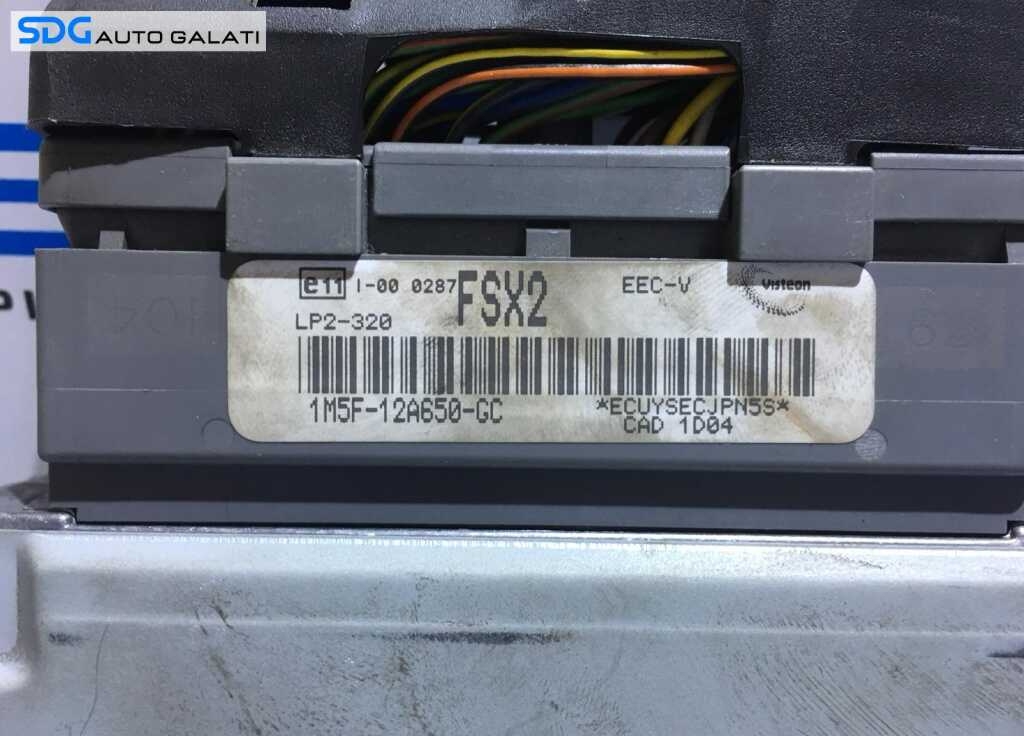 SDG AUTO GALATI
e11 I-00 0287 FSX2 EEC-V Visteon
LP2-320
1M5F-12A650-GC *ECUYSECJPN5S*
CAD 1D04